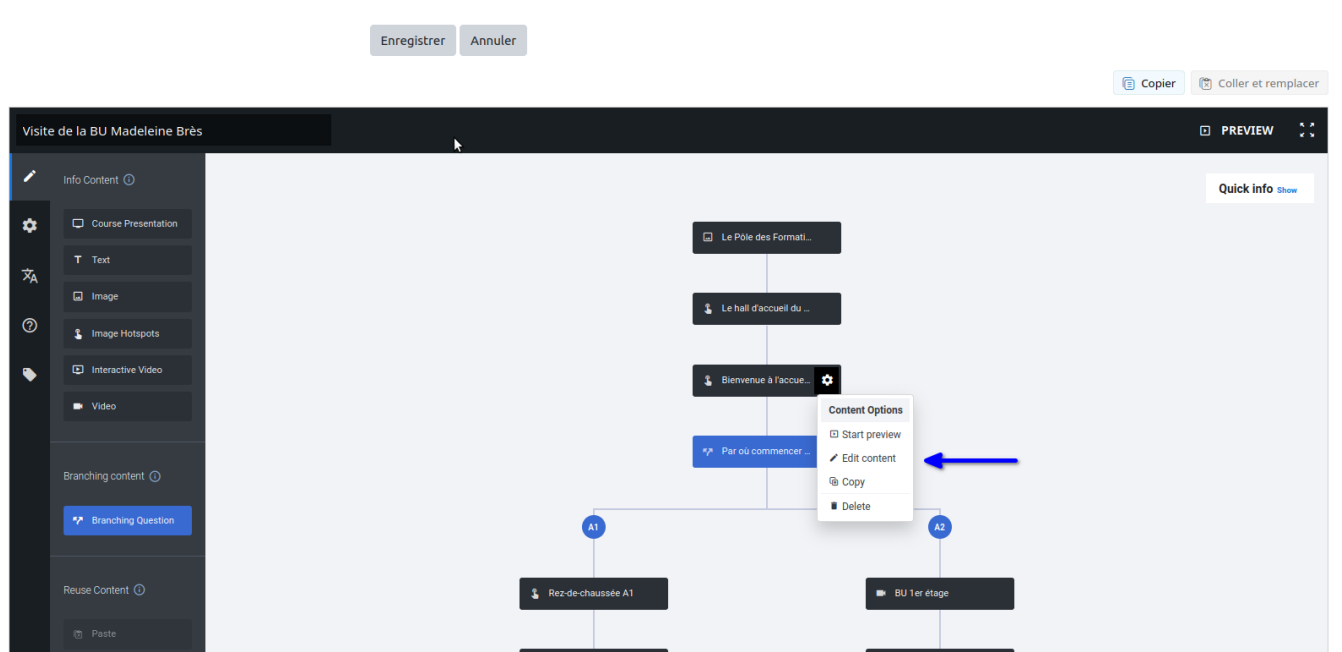 Enregistrer Annuler
Copier Coller et remplacer
Visite de la BU Madeleine Brès
PREVIEW
Info Content
Quick info Show
Course Presentation
Text
Image
Image Hotspots
Interactive Video
Video
Branching content
Branching Question
Reuse Content
Paste
Le Pôle des Formati...
Le hall d'accueil du ...
Bienvenue à l'accue...
Content Options
Start preview
Edit content
Copy
Delete
Par où commencer ...
A1
A2
Rez-de-chaussée A1
BU 1er étage